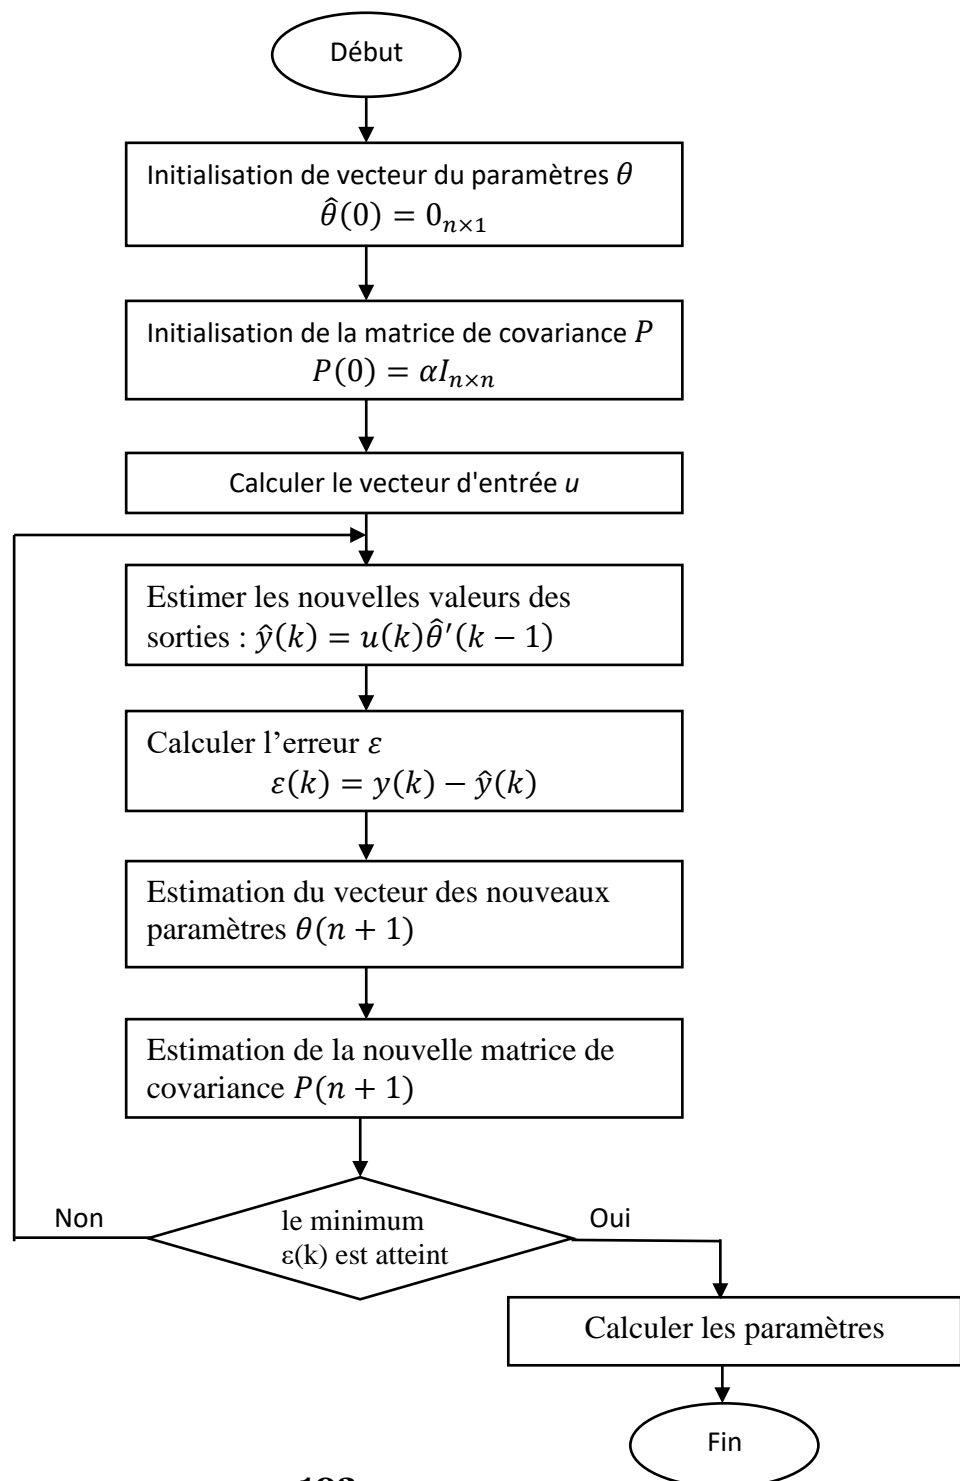 Début
Initialisation de vecteur du paramètres θ
θ̂(0) = 0ₙ×₁
Initialisation de la matrice de covariance P
P(0) = αIₙ×ₙ
Calculer le vecteur d'entrée u
Estimer les nouvelles valeurs des
sorties : ŷ(k) = u(k)θ̂′(k − 1)
Calculer l’erreur ε
ε(k) = y(k) − ŷ(k)
Estimation du vecteur des nouveaux
paramètres θ(n + 1)
Estimation de la nouvelle matrice de
covariance P(n + 1)
Non
le minimum
ε(k) est atteint
Oui
Calculer les paramètres
Fin